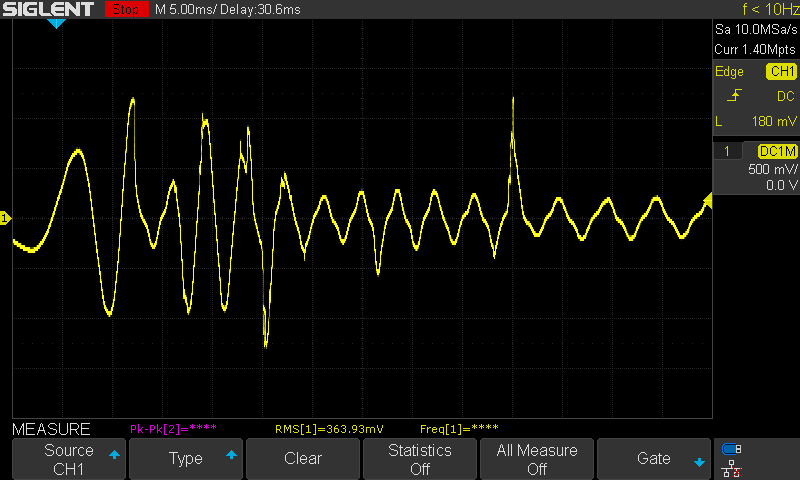 SIGLENT Stop M 5.00ms/ Delay:30.6ms f < 10Hz
Sa 10.0MSa/s
Curr 1.40Mpts
Edge CH1
DC
L 180 mV
1 DC1M
500 mV/
0.0 V
1
MEASURE Pk-Pk[2]=**** RMS[1]=363.93mV Freq[1]=****
Source CH1
Type
Clear
Statistics Off
All Measure Off
Gate